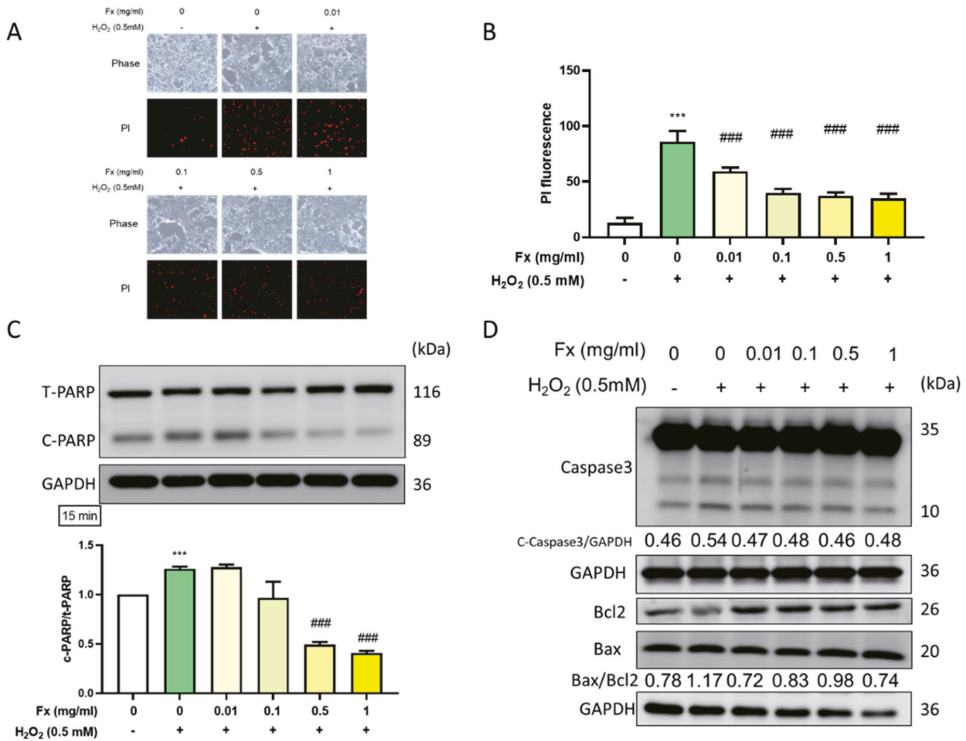 A
Fx (mg/ml) 0 0 0.01
H₂O₂ (0.5mM) - + +
Phase
PI
Fx (mg/ml) 0.1 0.5 1
H₂O₂ (0.5mM) + + +
Phase
PI
B
150
100
50
0
PI fluorescence
*** ### ### ### ###
Fx (mg/ml) 0 0 0.01 0.1 0.5 1
H₂O₂ (0.5 mM) - + + + + +
C
(kDa)
T-PARP 116
C-PARP 89
GAPDH 36
15 min
1.5
1.0
0.5
0.0
c-PARP/t-PARP
*** ### ###
Fx (mg/ml) 0 0 0.01 0.1 0.5 1
H₂O₂ (0.5 mM) - + + + + +
D
Fx (mg/ml) 0 0 0.01 0.1 0.5 1
H₂O₂ (0.5mM) - + + + + + (kDa)
35
Caspase3
10
C-Caspase3/GAPDH 0.46 0.54 0.47 0.48 0.46 0.48
GAPDH 36
Bcl2 26
Bax 20
Bax/Bcl2 0.78 1.17 0.72 0.83 0.98 0.74
GAPDH 36